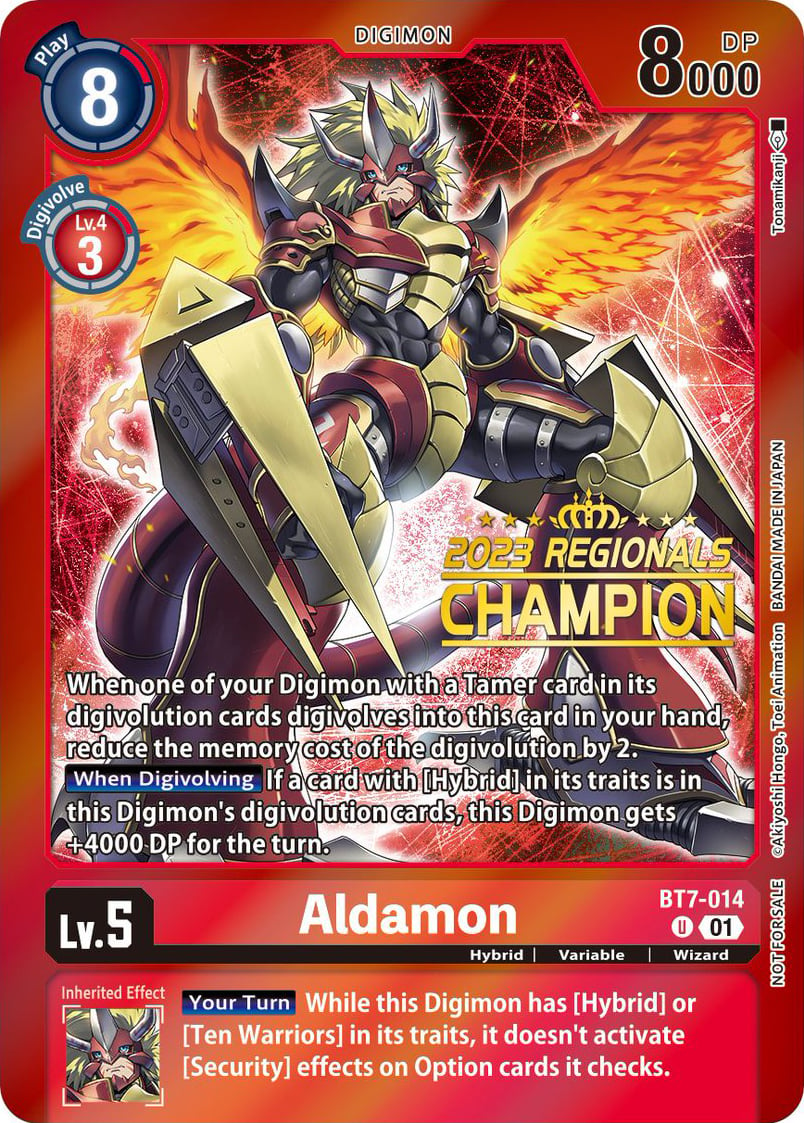 DIGIMON
Play
8
8000
DP
Digivolve
Lv.4
3
Tonamikanji
2023 REGIONALS
CHAMPION
When one of your Digimon with a Tamer card in its
digivolution cards digivolves into this card in your hand,
reduce the memory cost of the digivolution by 2.
When Digivolving If a card with [Hybrid] in its traits is in
this Digimon's digivolution cards, this Digimon gets
+4000 DP for the turn.
©Akiyoshi Hongo, Toei Animation BANDAI MADE IN JAPAN
NOT FOR SALE
Lv.5
Aldamon
BT7-014
U 01
Hybrid | Variable | Wizard
Inherited Effect
Your Turn While this Digimon has [Hybrid] or
[Ten Warriors] in its traits, it doesn't activate
[Security] effects on Option cards it checks.